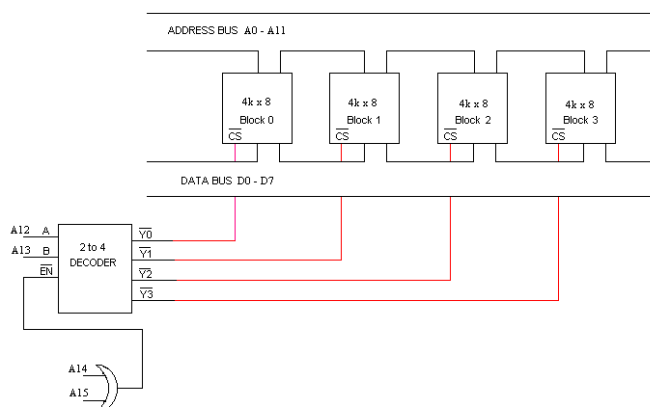 ADDRESS BUS A0 - A11
4k x 8
Block 0
CS
4k x 8
Block 1
CS
4k x 8
Block 2
CS
4k x 8
Block 3
CS
DATA BUS D0 - D7
A12 A
A13 B
EN
2 to 4
DECODER
Y0
Y1
Y2
Y3
A14
A15